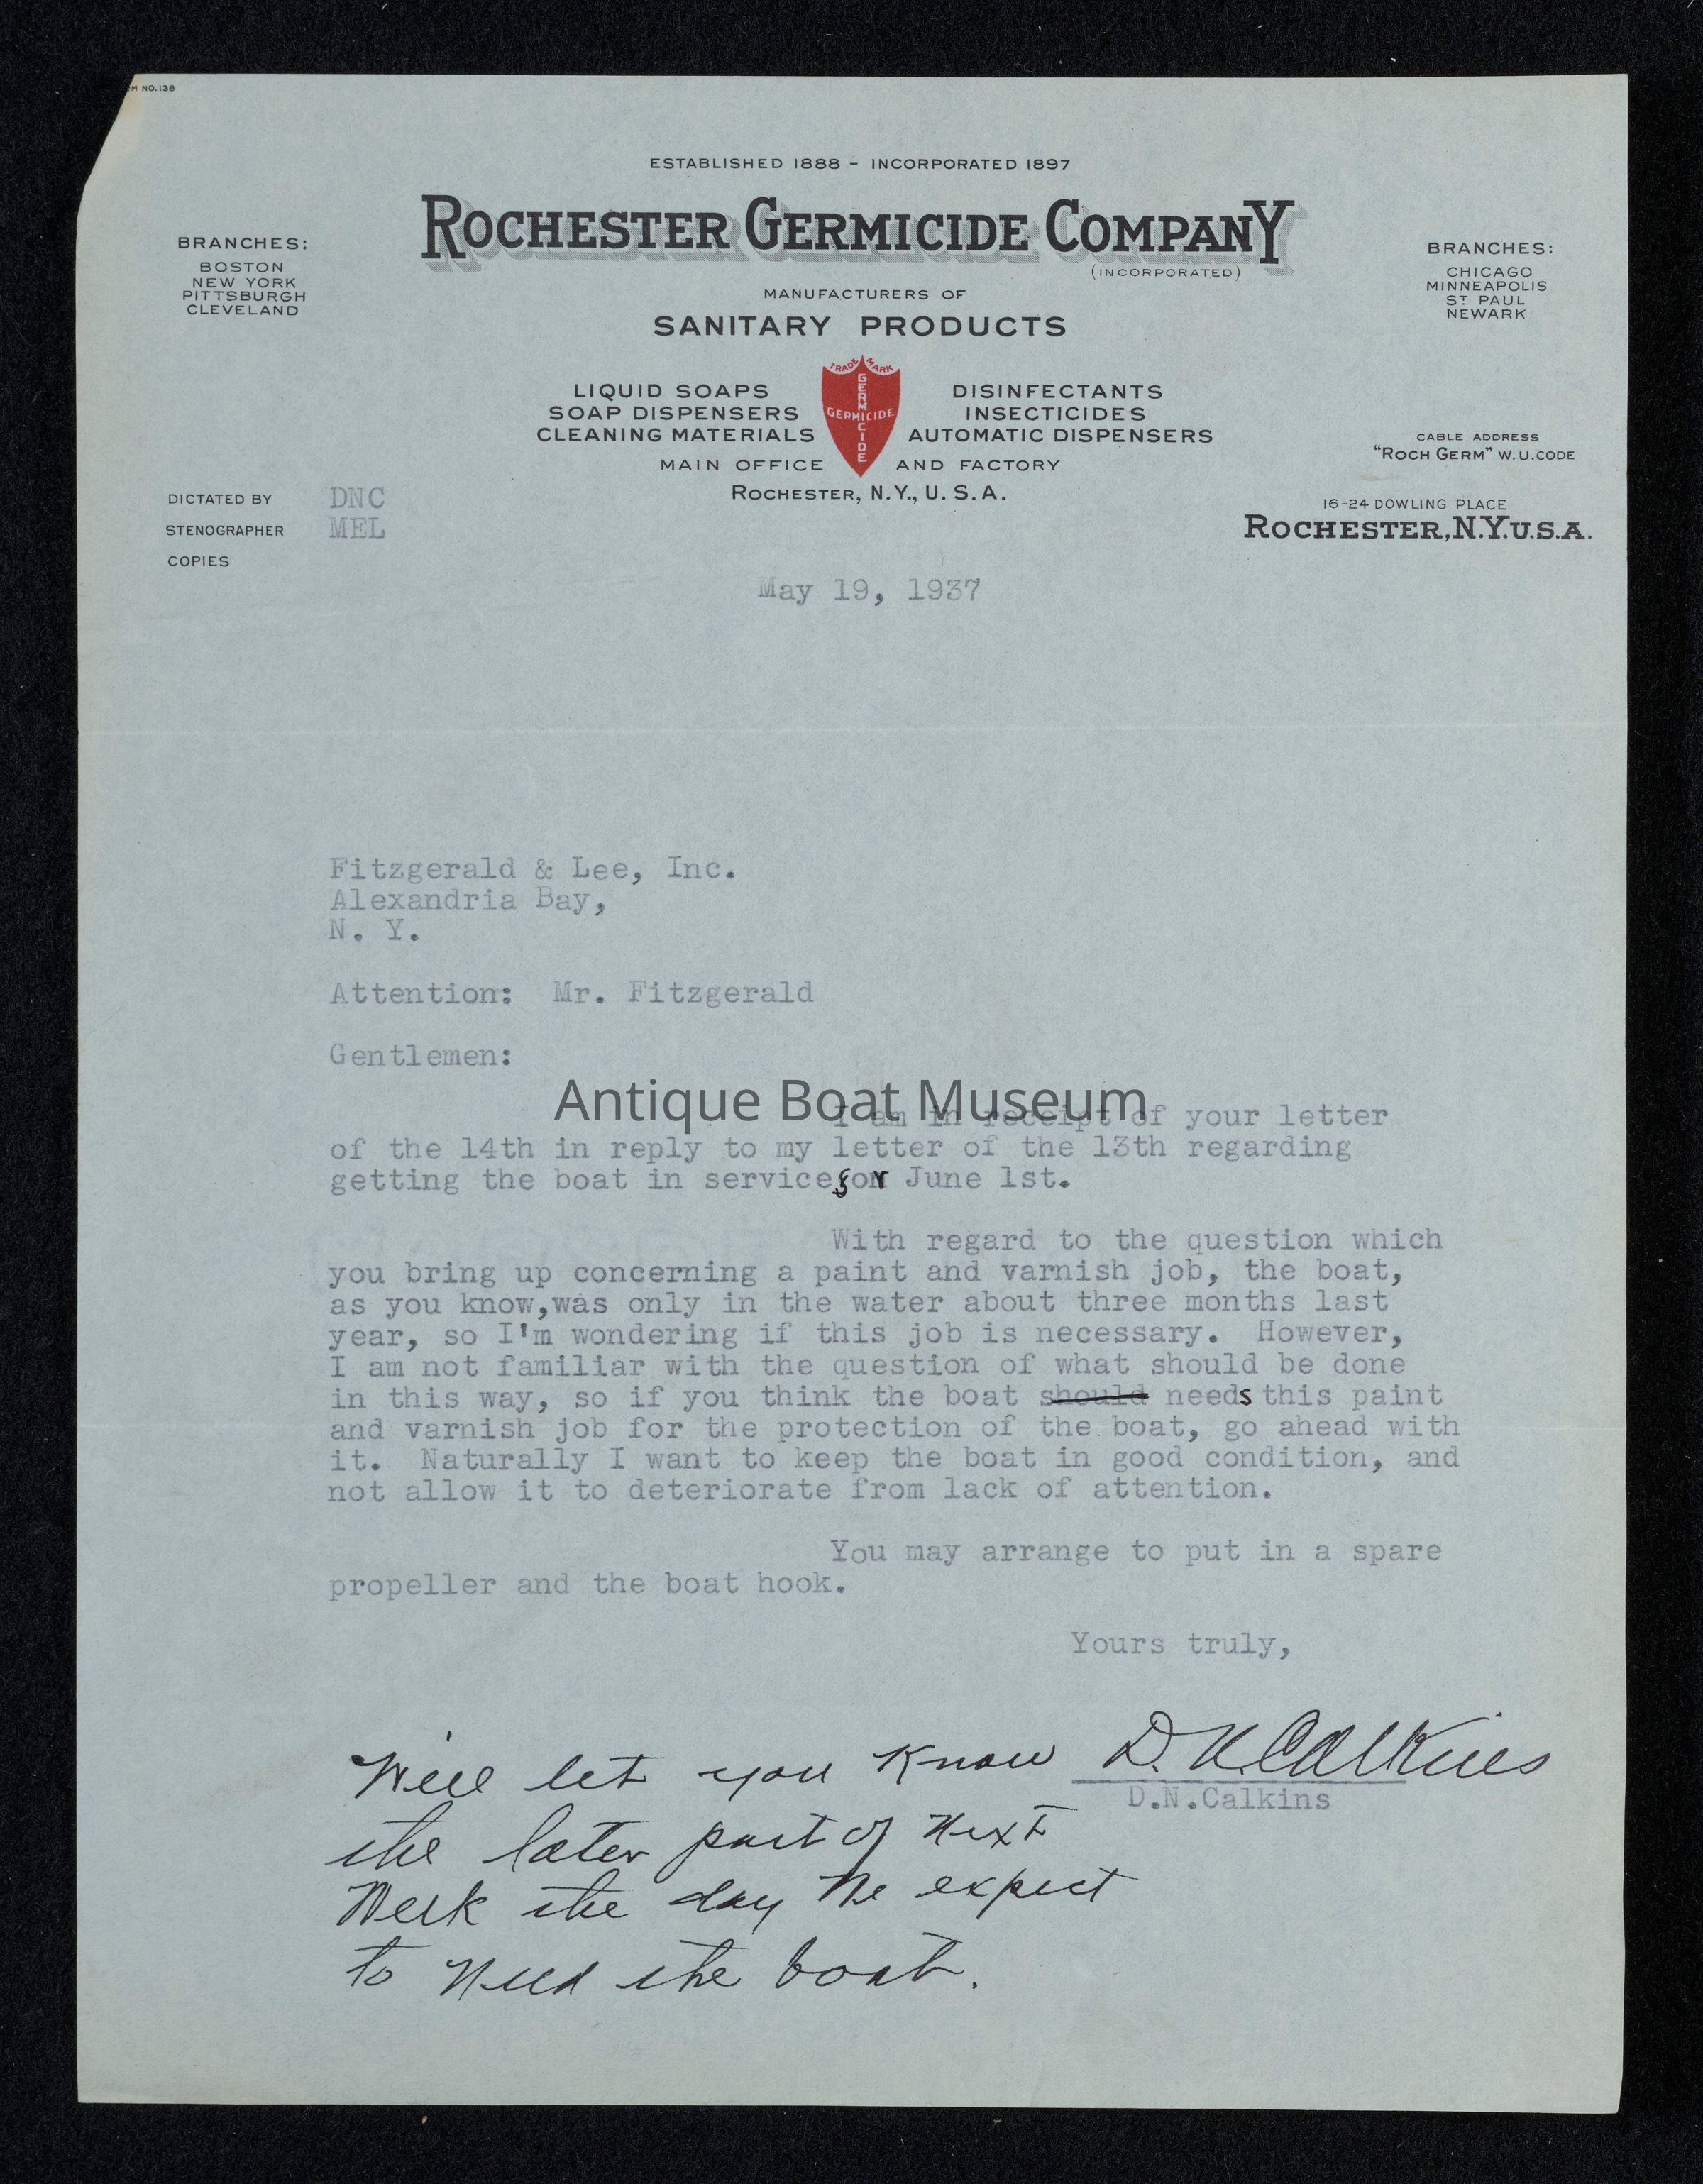 M NO.138
ESTABLISHED 1888 - INCORPORATED 1897
ROCHESTER GERMICIDE COMPANY
(INCORPORATED)
BRANCHES:
BOSTON
NEW YORK
PITTSBURGH
CLEVELAND
BRANCHES:
CHICAGO
MINNEAPOLIS
ST. PAUL
NEWARK
MANUFACTURERS OF
SANITARY PRODUCTS
LIQUID SOAPS
SOAP DISPENSERS
CLEANING MATERIALS
TRADE MARK
GERMICIDE
GERMICIDE
DISINFECTANTS
INSECTICIDES
AUTOMATIC DISPENSERS
MAIN OFFICE AND FACTORY
ROCHESTER, N.Y., U.S.A.
CABLE ADDRESS
"ROCH GERM" W.U.CODE
16-24 DOWLING PLACE
ROCHESTER, N.Y. U.S.A.
DICTATED BY DNC
STENOGRAPHER MEL
COPIES
May 19, 1937
Fitzgerald & Lee, Inc.
Alexandria Bay,
N. Y.
Attention: Mr. Fitzgerald
Gentlemen:
Antique Boat Museum
I am in receipt of your letter
of the 14th in reply to my letter of the 13th regarding
getting the boat in service for June 1st.
With regard to the question which
you bring up concerning a paint and varnish job, the boat,
as you know,was only in the water about three months last
year, so I'm wondering if this job is necessary. However,
I am not familiar with the question of what should be done
in this way, so if you think the boat should needs this paint
and varnish job for the protection of the boat, go ahead with
it. Naturally I want to keep the boat in good condition, and
not allow it to deteriorate from lack of attention.
You may arrange to put in a spare
propeller and the boat hook.
Yours truly,
D. N. Calkins
D.N.Calkins
Will let you know
the later part of next
Week the day We expect
to need the boat.